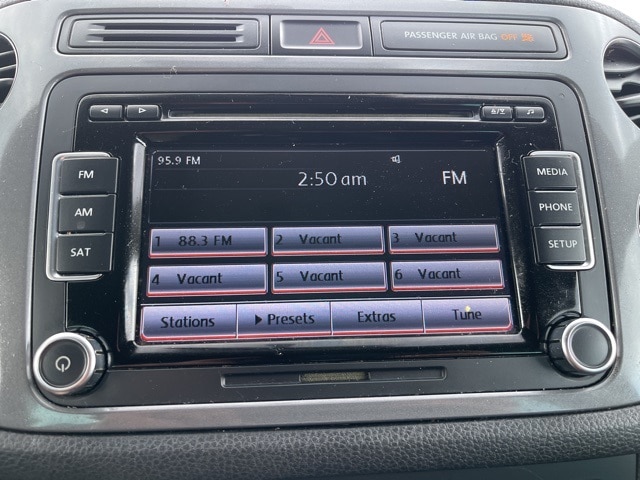 PASSENGER AIR BAG OFF
95.9 FM
2:50 am
FM
FM
AM
SAT
MEDIA
PHONE
SETUP
1 88.3 FM
2 Vacant
3 Vacant
4 Vacant
5 Vacant
6 Vacant
Stations
Presets
Extras
Tune